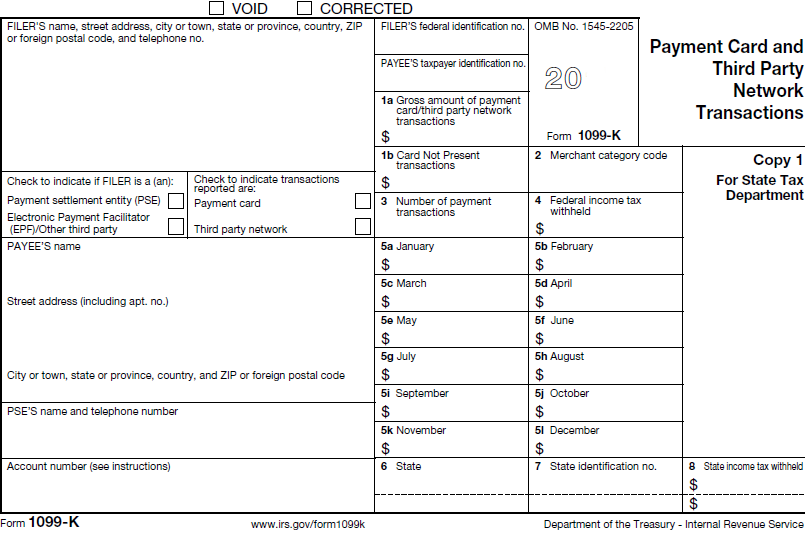 VOID CORRECTED
FILER'S name, street address, city or town, state or province, country, ZIP
or foreign postal code, and telephone no.
FILER'S federal identification no.
OMB No. 1545-2205
PAYEE'S taxpayer identification no.
20
Form 1099-K
Payment Card and
Third Party
Network
Transactions
1a Gross amount of payment
card/third party network
transactions
$
1b Card Not Present
transactions
$
2 Merchant category code
Copy 1
For State Tax
Department
Check to indicate if FILER is a (an):
Payment settlement entity (PSE)
Electronic Payment Facilitator
(EPF)/Other third party
Check to indicate transactions
reported are:
Payment card
Third party network
3 Number of payment
transactions
4 Federal income tax
withheld
$
PAYEE'S name
Street address (including apt. no.)
City or town, state or province, country, and ZIP or foreign postal code
PSE'S name and telephone number
Account number (see instructions)
5a January
$
5b February
$
5c March
$
5d April
$
5e May
$
5f June
$
5g July
$
5h August
$
5i September
$
5j October
$
5k November
$
5l December
$
6 State
7 State identification no.
8 State income tax withheld
$
$
Form 1099-K
www.irs.gov/form1099k
Department of the Treasury - Internal Revenue Service